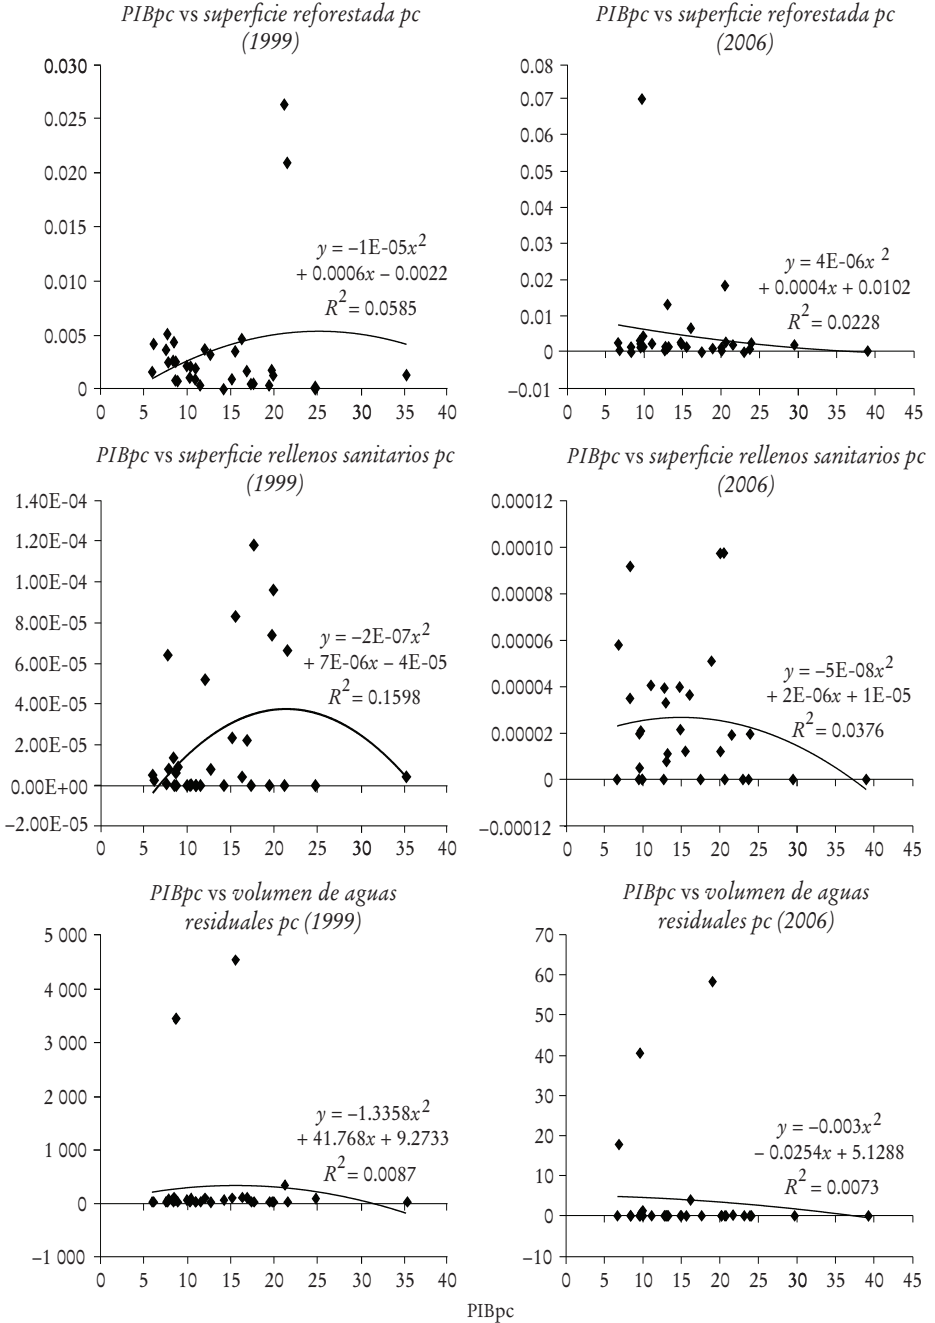 PIBpc vs superficie reforestada pc
(1999)
0.030
0.025
0.020
0.015
0.010
0.005
0
y = –1E-05x²
+ 0.0006x – 0.0022
R² = 0.0585
0 5 10 15 20 25 30 35 40
PIBpc vs superficie reforestada pc
(2006)
0.08
0.07
0.06
0.05
0.04
0.03
0.02
0.01
0
–0.01
y = 4E-06x ²
+ 0.0004x + 0.0102
R² = 0.0228
0 5 10 15 20 25 30 35 40 45
PIBpc vs superficie rellenos sanitarios pc
(1999)
1.40E-04
1.20E-04
1.00E-04
8.00E-05
6.00E-05
4.00E-05
2.00E-05
0.00E+00
–2.00E-05
y = –2E-07x²
+ 7E-06x – 4E-05
R² = 0.1598
0 5 10 15 20 25 30 35 40
PIBpc vs superficie rellenos sanitarios pc
(2006)
0.00012
0.00010
0.00008
0.00006
0.00004
0.00002
0
–0.00012
y = –5E-08x²
+ 2E-06x + 1E-05
R² = 0.0376
0 5 10 15 20 25 30 35 40 45
PIBpc vs volumen de aguas
residuales pc (1999)
5 000
4 000
3 000
2 000
1 000
0
–1 000
y = –1.3358x²
+ 41.768x + 9.2733
R² = 0.0087
0 5 10 15 20 25 30 35 40
PIBpc vs volumen de aguas
residuales pc (2006)
70
60
50
40
30
20
10
0
–10
y = –0.003x²
– 0.0254x + 5.1288
R² = 0.0073
0 5 10 15 20 25 30 35 40 45
PIBpc